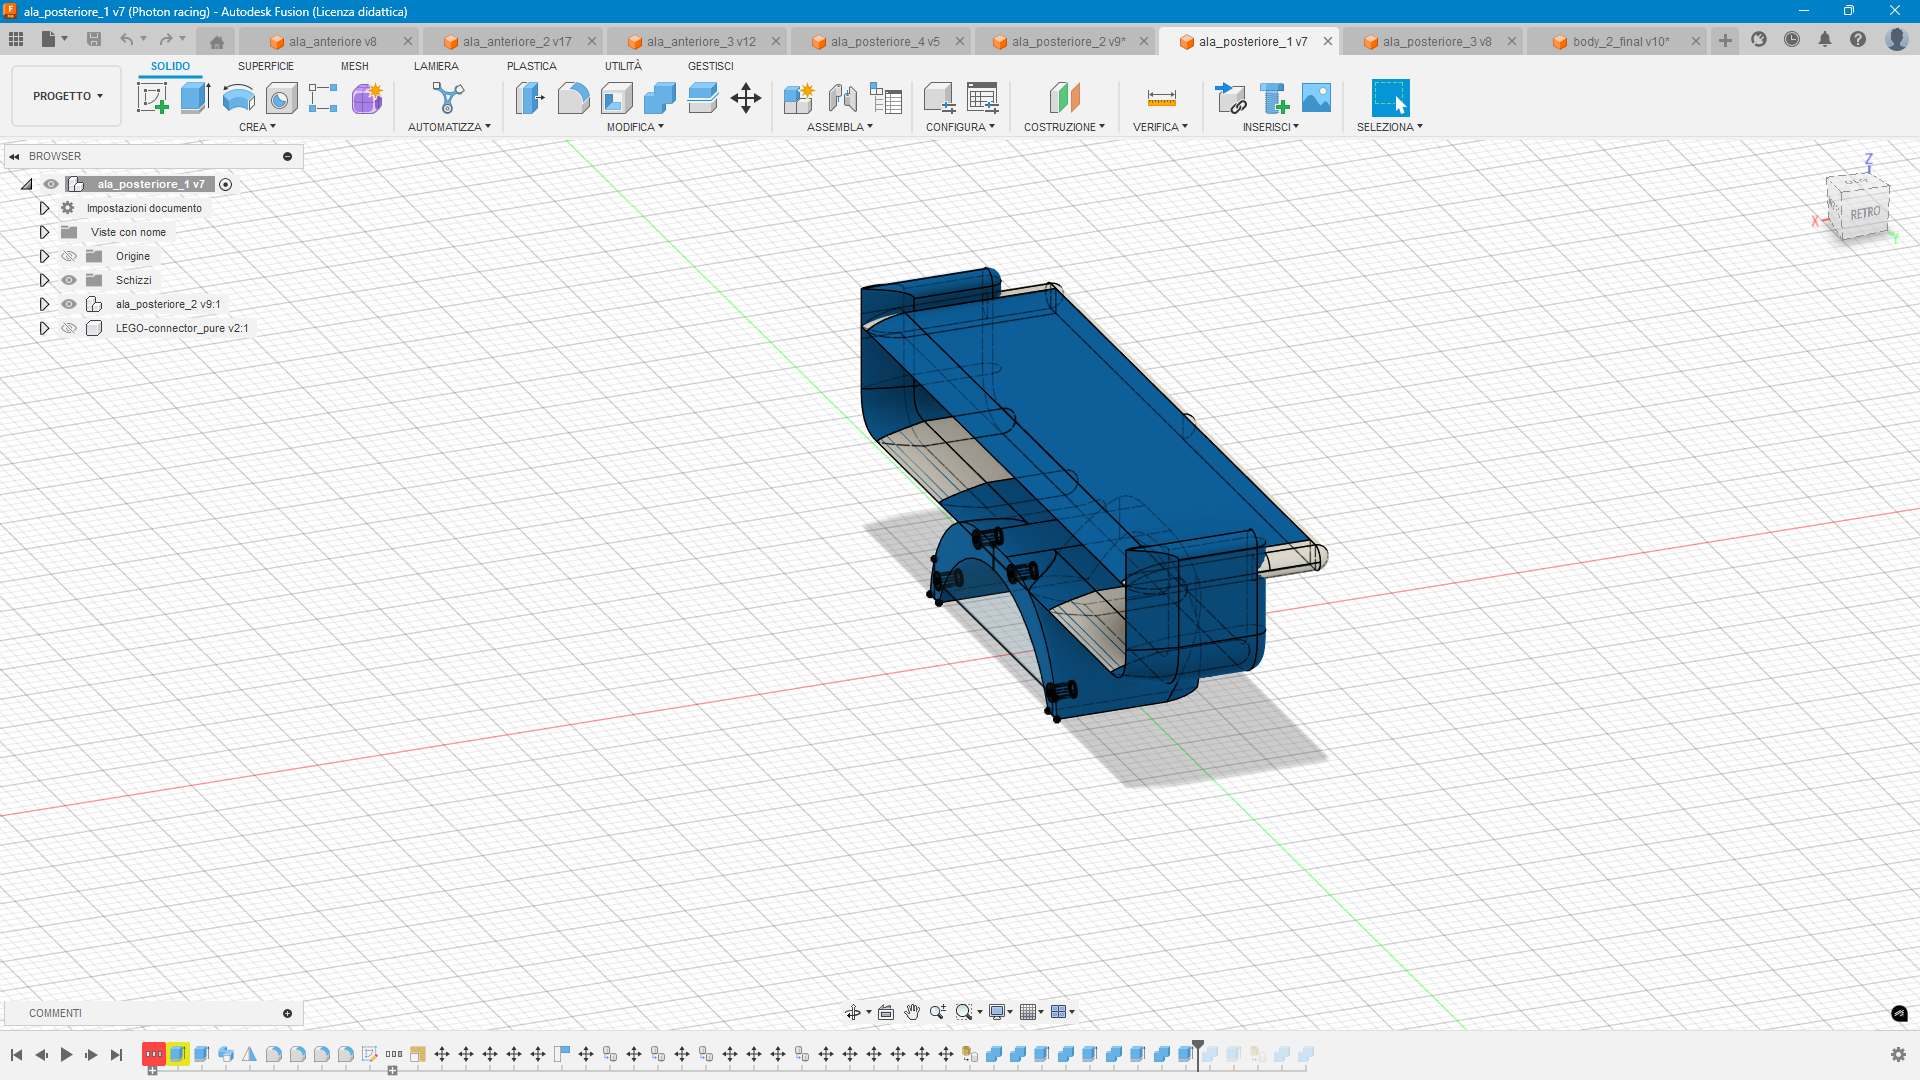 ala_posteriore_1 v7 (Photon racing) - Autodesk Fusion (Licenza didattica)
ala_anteriore v8
ala_anteriore_2 v17
ala_anteriore_3 v12
ala_posteriore_4 v5
ala_posteriore_2 v9*
ala_posteriore_1 v7
ala_posteriore_3 v8
body_2_final v10*
PROGETTO
SOLIDO
SUPERFICIE
MESH
LAMIERA
PLASTICA
UTILITÀ
GESTISCI
CREA
AUTOMATIZZA
MODIFICA
ASSEMBLA
CONFIGURA
COSTRUZIONE
VERIFICA
INSERISCI
SELEZIONA
BROWSER
ala_posteriore_1 v7
Impostazioni documento
Viste con nome
Origine
Schizzi
ala_posteriore_2 v9:1
LEGO-connector_pure v2:1
Z
X
RETRO
Y
COMMENTI